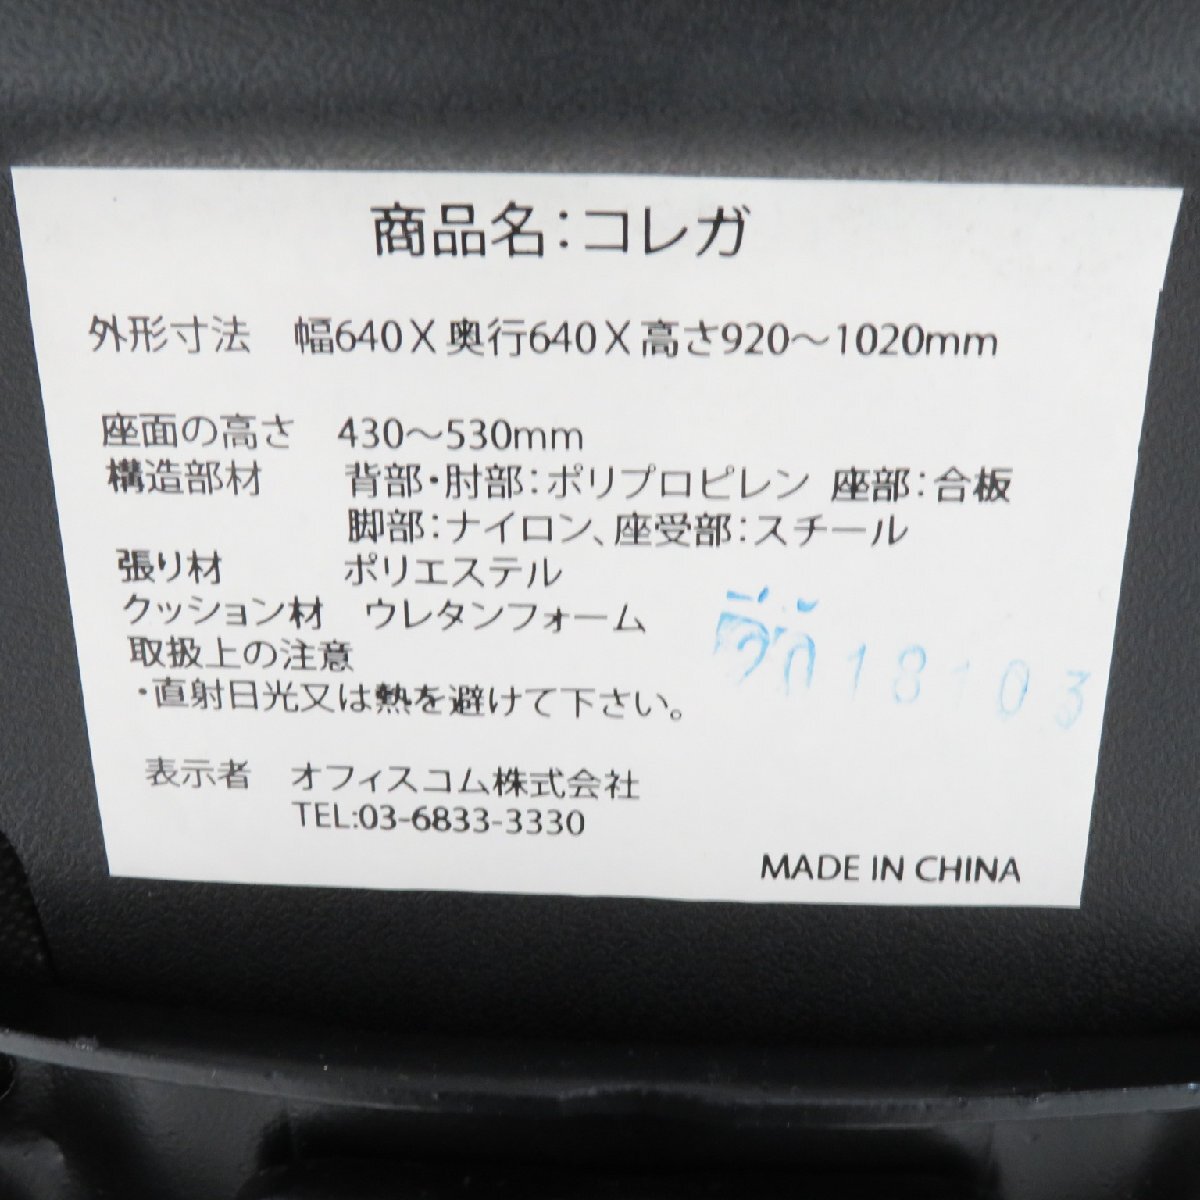 商品名：コレガ
外形寸法　幅640X奥行640X高さ920～1020mm
座面の高さ　430～530mm
構造部材　背部・肘部：ポリプロピレン　座部：合板
脚部：ナイロン、座受部：スチール
張り材　ポリエステル
クッション材　ウレタンフォーム
取扱上の注意
・直射日光又は熱を避けて下さい。
18103
表示者　オフィスコム株式会社
TEL:03-6833-3330
MADE IN CHINA